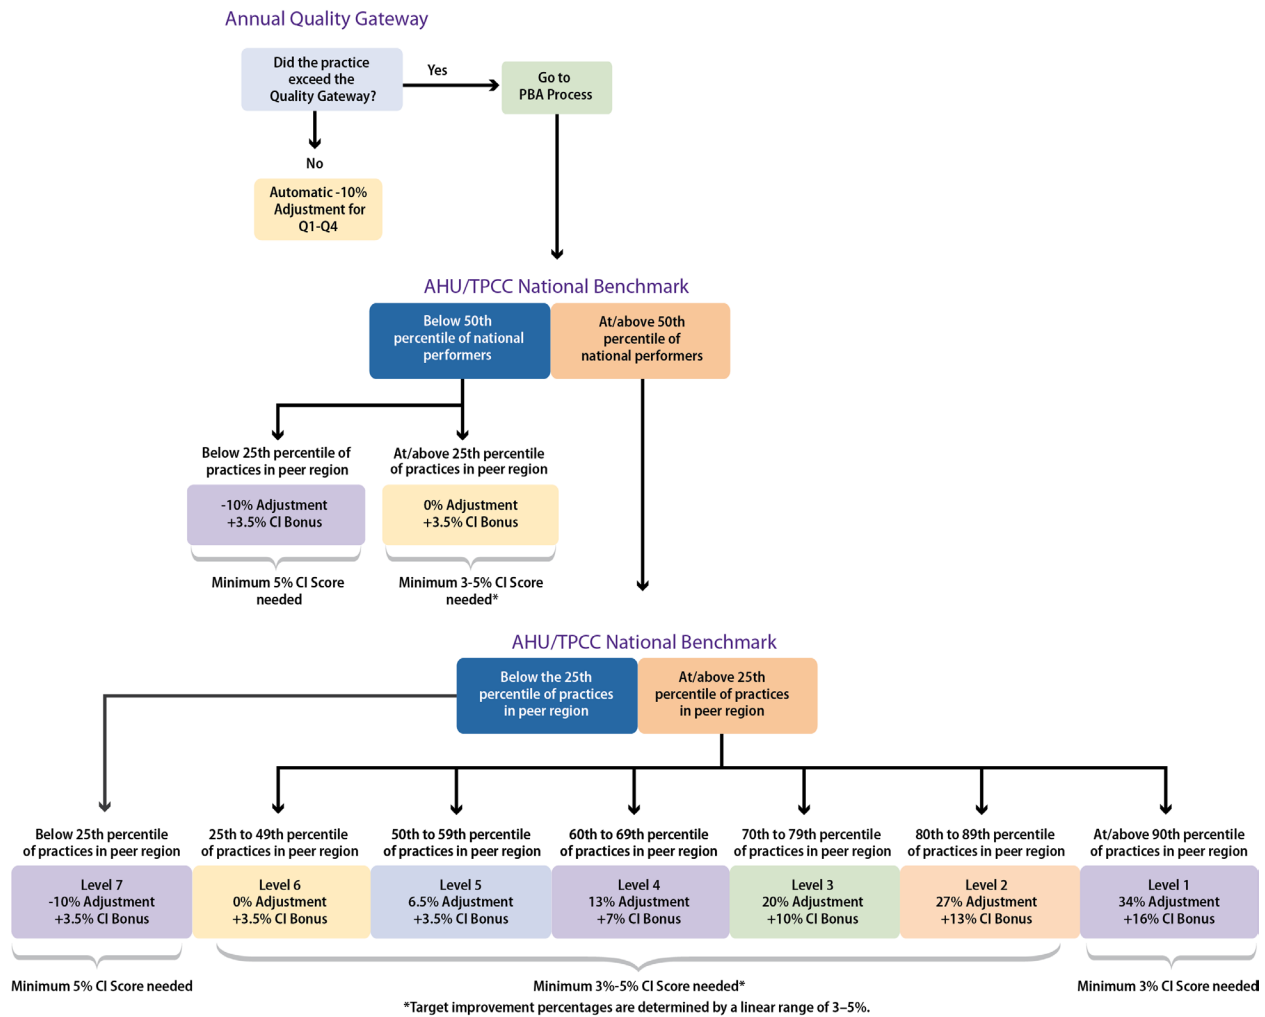 Annual Quality Gateway
Did the practice
exceed the
Quality Gateway?
Yes
Go to
PBA Process
No
Automatic -10%
Adjustment for
Q1-Q4
AHU/TPCC National Benchmark
Below 50th
percentile of national
performers
At/above 50th
percentile of
national performers
Below 25th percentile of
practices in peer region
-10% Adjustment
+3.5% CI Bonus
Minimum 5% CI Score
needed
At/above 25th percentile
of practices in peer region
0% Adjustment
+3.5% CI Bonus
Minimum 3-5% CI Score
needed*
AHU/TPCC National Benchmark
Below the 25th
percentile of practices
in peer region
At/above 25th
percentile of practices
in peer region
Below 25th percentile
of practices in peer region
Level 7
-10% Adjustment
+3.5% CI Bonus
25th to 49th percentile
of practices in peer region
Level 6
0% Adjustment
+3.5% CI Bonus
50th to 59th percentile
of practices in peer region
Level 5
6.5% Adjustment
+3.5% CI Bonus
60th to 69th percentile
of practices in peer region
Level 4
13% Adjustment
+7% CI Bonus
70th to 79th percentile
of practices in peer region
Level 3
20% Adjustment
+10% CI Bonus
80th to 89th percentile
of practices in peer region
Level 2
27% Adjustment
+13% CI Bonus
At/above 90th percentile
of practices in peer region
Level 1
34% Adjustment
+16% CI Bonus
Minimum 5% CI Score needed
Minimum 3%-5% CI Score needed*
Minimum 3% CI Score needed
*Target improvement percentages are determined by a linear range of 3–5%.